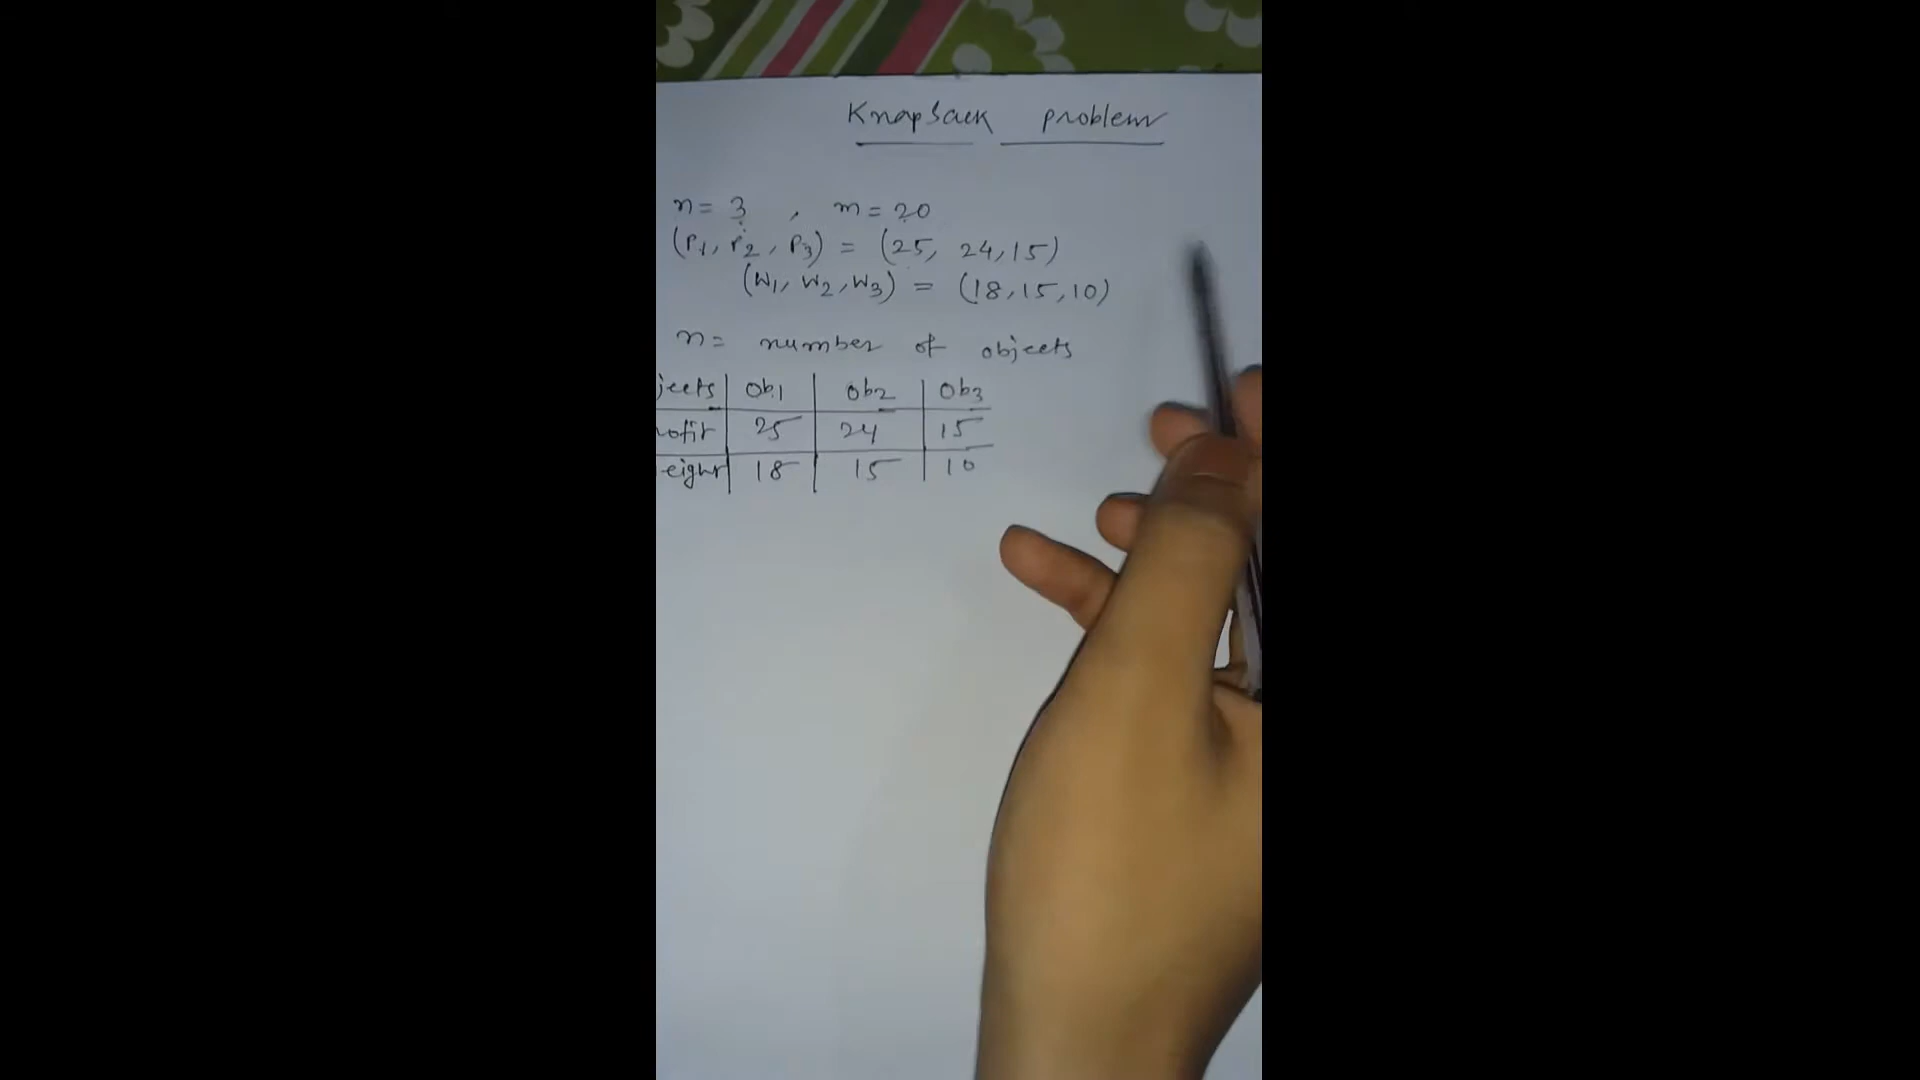 Knapsack problem
n = 3 , m = 20
(P1, P2, P3) = (25, 24, 15)
(W1, W2, W3) = (18, 15, 10)
n = number of objects
jects | Ob1 | Ob2 | Ob3
rofit | 25 | 24 | 15
eight | 18 | 15 | 10